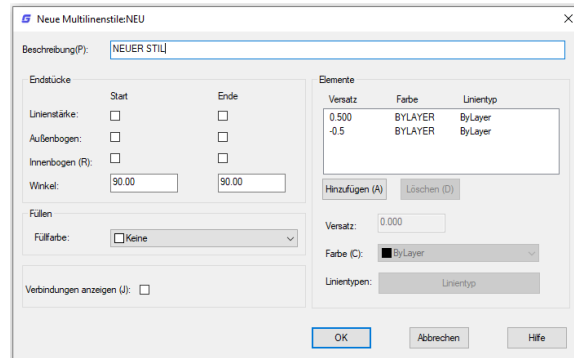 Neue Multilinenstile:NEU
Beschreibung(P): NEUER STIL
Endstücke
Start Ende
Linienstärke:
Außenbogen:
Innenbogen (R):
Winkel: 90.00 90.00
Füllen
Füllfarbe: Keine
Verbindungen anzeigen (J):
Elemente
Versatz Farbe Linientyp
0.500 BYLAYER ByLayer
-0.5 BYLAYER ByLayer
Hinzufügen (A) Löschen (D)
Versatz: 0.000
Farbe (C): ByLayer
Linientypen: Linientyp
OK Abbrechen Hilfe